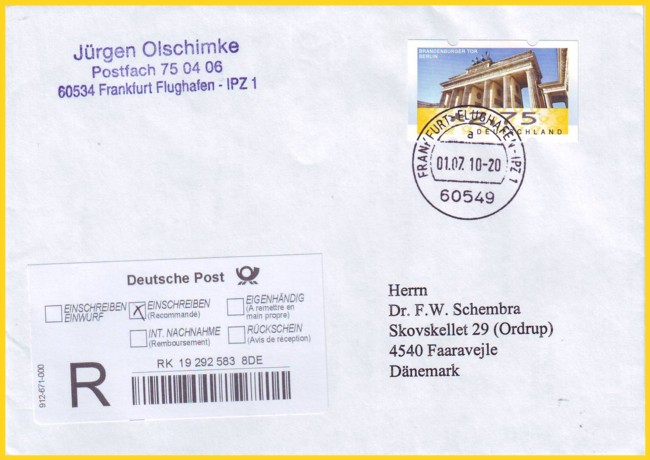 Jürgen Olschimke
Postfach 75 04 06
60534 Frankfurt Flughafen - IPZ 1
BRANDENBURGER TOR
BERLIN
75
DEUTSCHLAND
FRANKFURT-FLUGHAFEN-IPZ 1
a
01.07.10-20
60549
Deutsche Post
EINSCHREIBEN EINWURF
X EINSCHREIBEN
(Recommandé)
EIGENHÄNDIG
(A remettre en
main propre)
INT. NACHNAHME
(Remboursement)
RÜCKSCHEIN
(Avis de réception)
RK 19 292 583 8DE
R
912-671-000
Herrn
Dr. F.W. Schembra
Skovskellet 29 (Ordrup)
4540 Faaravejle
Dänemark